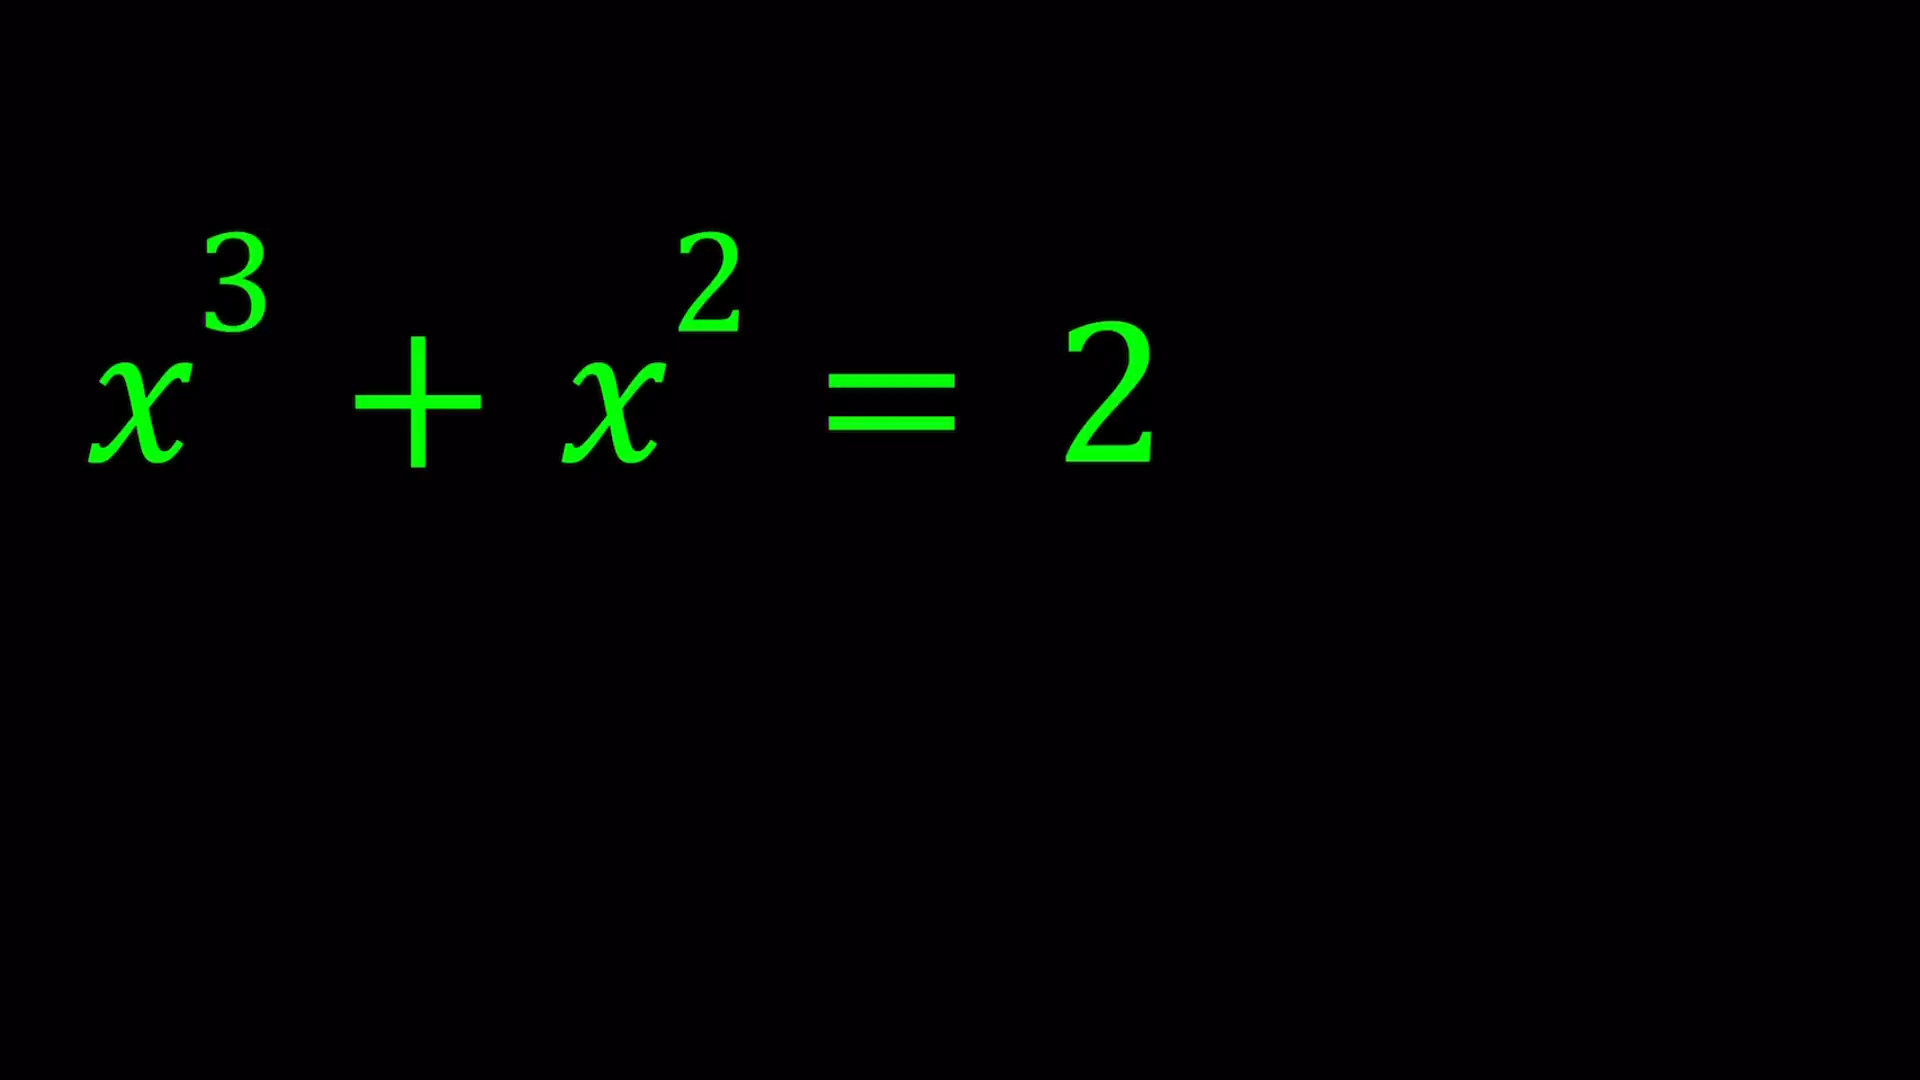 x³ + x² = 2